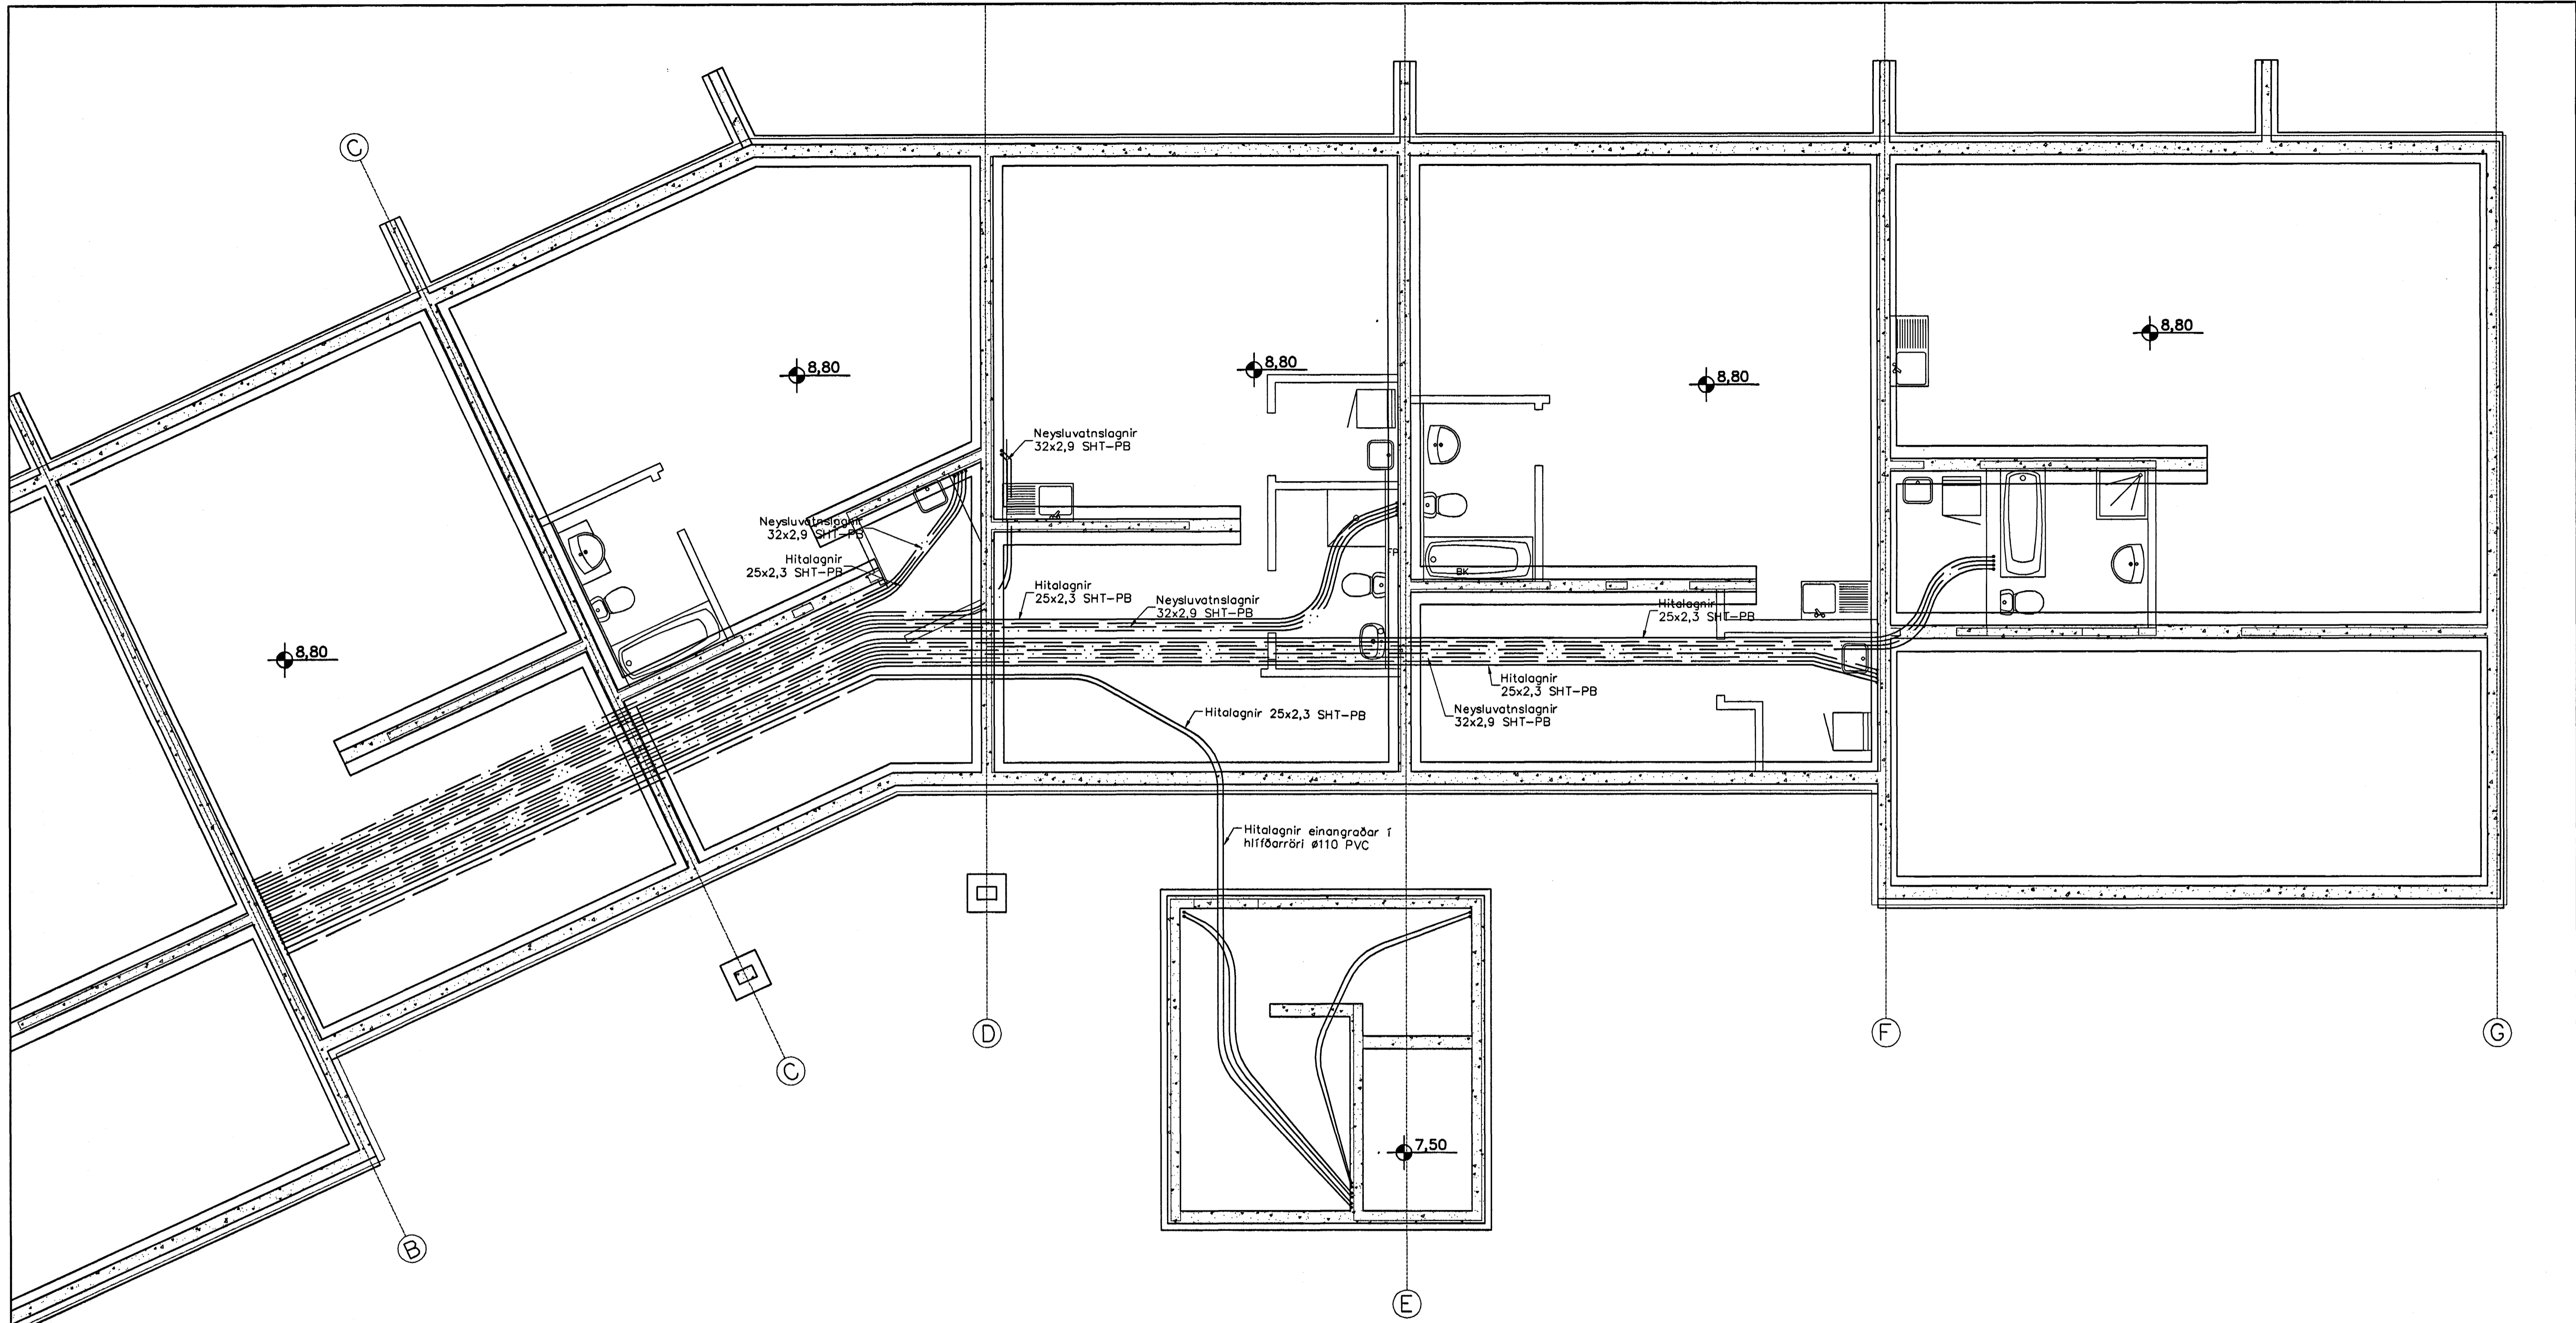 C
8,80
8,80
8,80
8,80
8,80
Neysluvatnslagnir
32x2,9 SHT-PB
Neysluvatnslagnir
32x2,9 SHT-PB
Hitalagnir
25x2,3 SHT-PB
FP
BK
Hitalagnir
25x2,3 SHT-PB
Neysluvatnslagnir
32x2,9 SHT-PB
Hitalagnir
25x2,3 SHT-PB
Hitalagnir
25x2,3 SHT-PB
Neysluvatnslagnir
32x2,9 SHT-PB
Hitalagnir 25x2,3 SHT-PB
Hitalagnir einangraðar í
hlífðarröri ø110 PVC
D
F
G
C
7,50
B
E